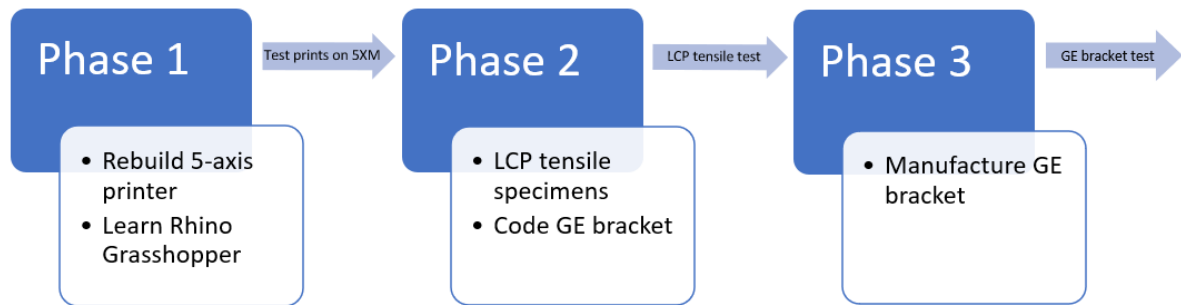 Phase 1
Test prints on 5XM
Phase 2
LCP tensile test
Phase 3
GE bracket test
• Rebuild 5-axis
printer
• Learn Rhino
Grasshopper
• LCP tensile
specimens
• Code GE bracket
• Manufacture GE
bracket